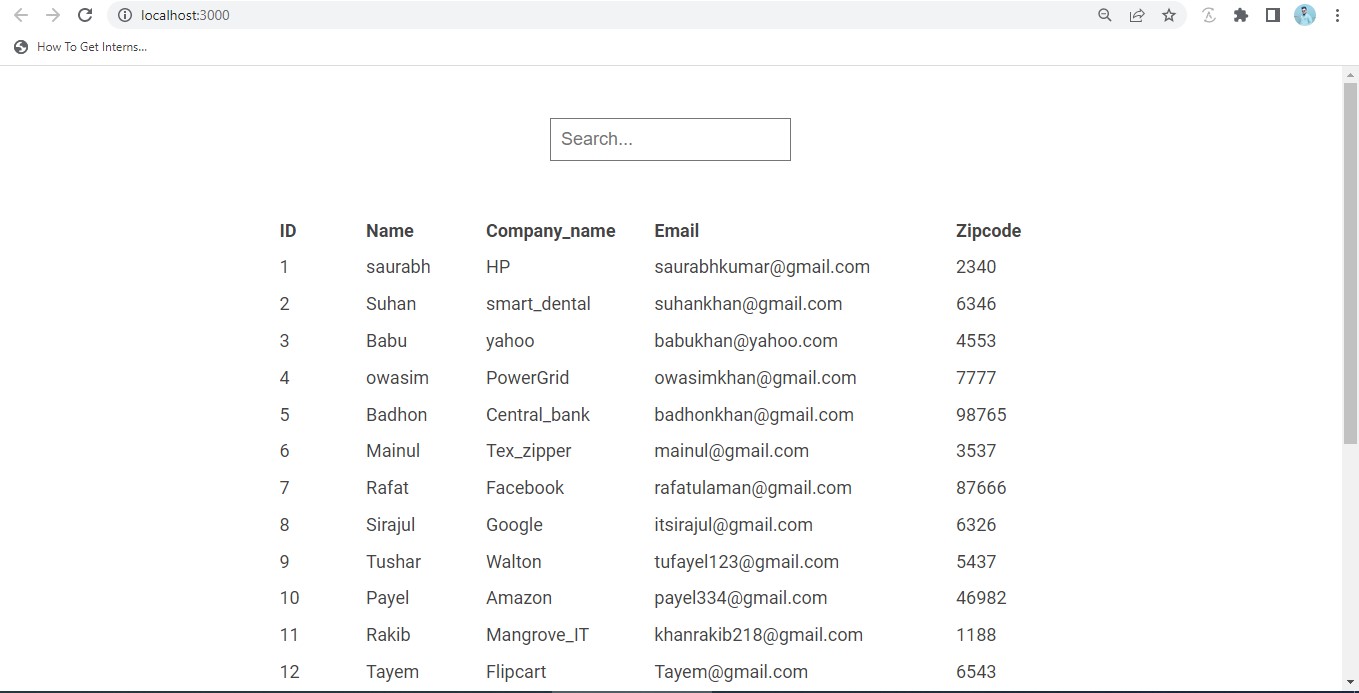 localhost:3000
How To Get Interns...
Search...
ID Name Company_name Email Zipcode
1 saurabh HP saurabhkumar@gmail.com 2340
2 Suhan smart_dental suhankhan@gmail.com 6346
3 Babu yahoo babukhan@yahoo.com 4553
4 owasim PowerGrid owasimkhan@gmail.com 7777
5 Badhon Central_bank badhonkhan@gmail.com 98765
6 Mainul Tex_zipper mainul@gmail.com 3537
7 Rafat Facebook rafatulaman@gmail.com 87666
8 Sirajul Google itsirajul@gmail.com 6326
9 Tushar Walton tufayel123@gmail.com 5437
10 Payel Amazon payel334@gmail.com 46982
11 Rakib Mangrove_IT khanrakib218@gmail.com 1188
12 Tayem Flipcart Tayem@gmail.com 6543